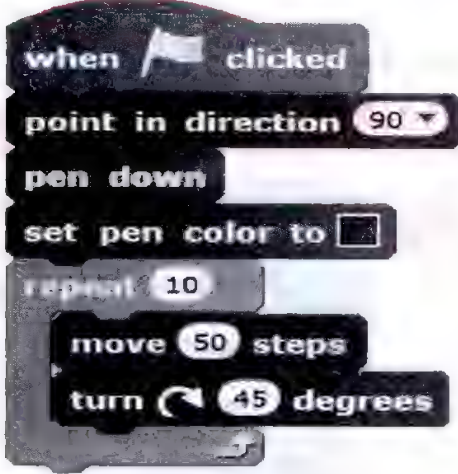 when clicked
point in direction 90
pen down
set pen color to
repeat 10
move 50 steps
turn 45 degrees